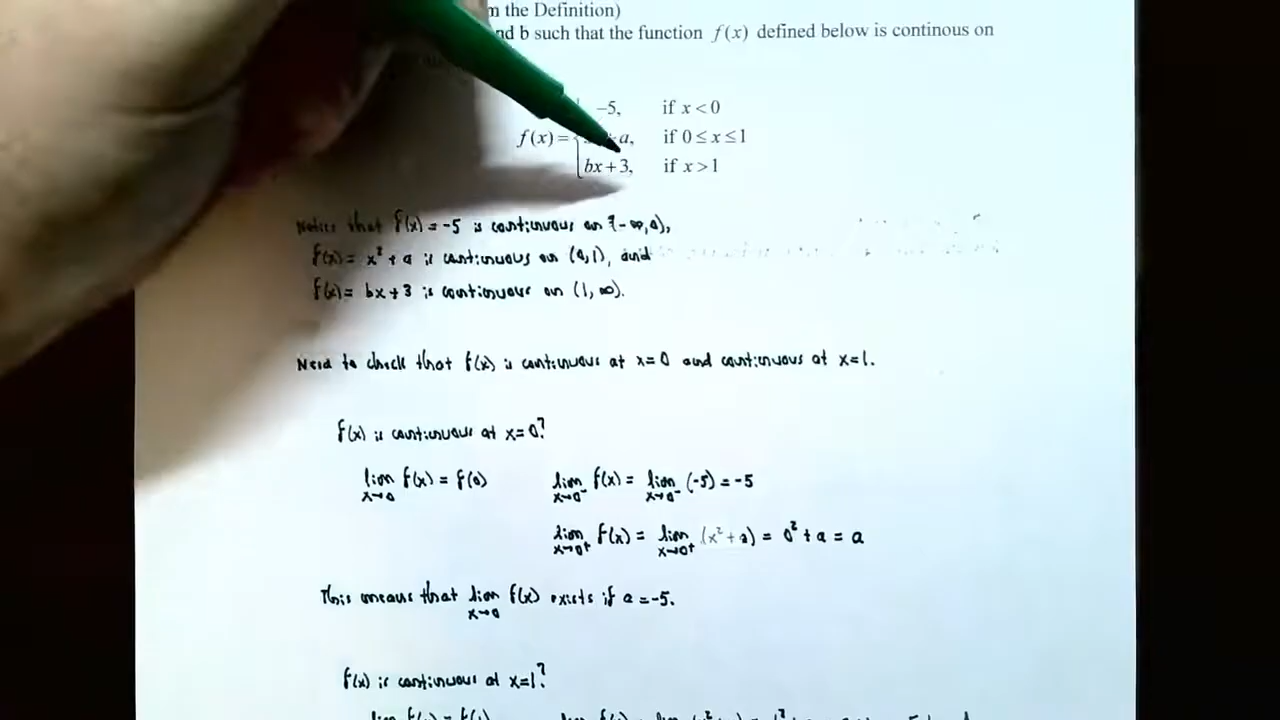 the Definition)
b such that the function f(x) defined below is continous on
-5, if x < 0
f(x) = a, if 0 ≤ x ≤ 1
bx + 3, if x > 1
Notice that f(x) = -5 is continuous on (-∞, 0),
f(x) = x² + a is continuous on (0,1), and
f(x) = bx + 3 is continuous on (1, ∞).
Need to check that f(x) is continuous at x=0 and continuous at x=1.
f(x) is continuous at x=0?
lim x→0 f(x) = f(0) lim x→0⁻ f(x) = lim x→0⁻ (-5) = -5
lim x→0⁺ f(x) = lim x→0⁺ (x² + a) = 0² + a = a
This means that lim x→0 f(x) exists if a = -5.
f(x) is continuous at x=1?